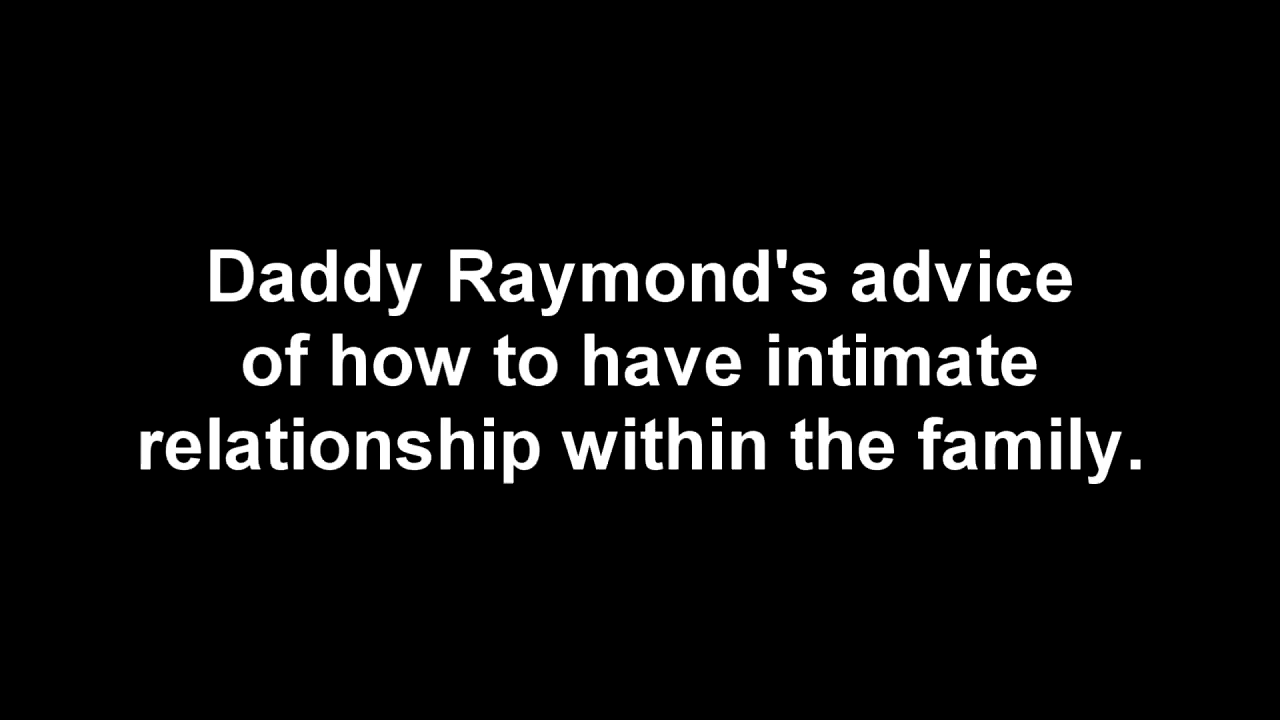 Daddy Raymond's advice
of how to have intimate
relationship within the family.